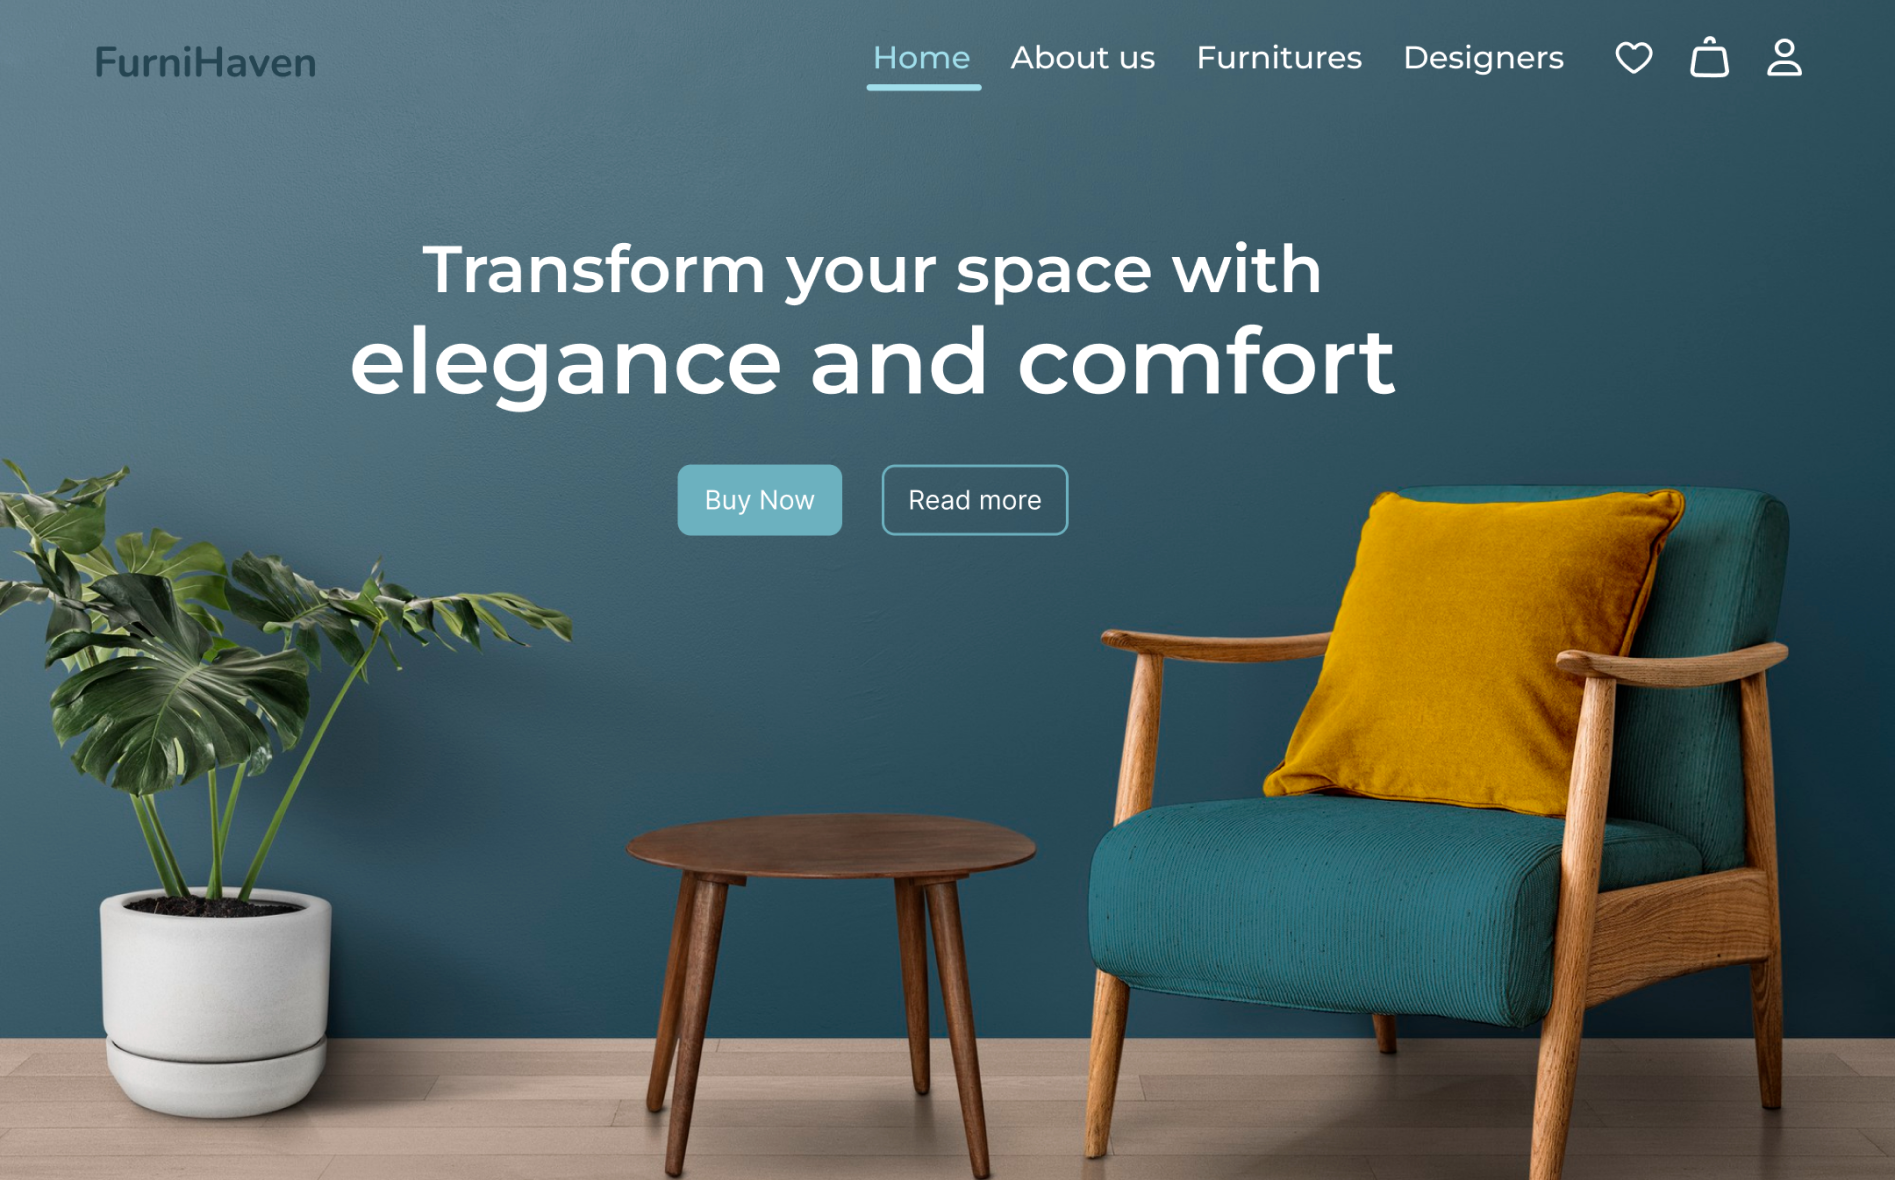 FurniHaven
Home About us Furnitures Designers
Transform your space with
elegance and comfort
Buy Now Read more